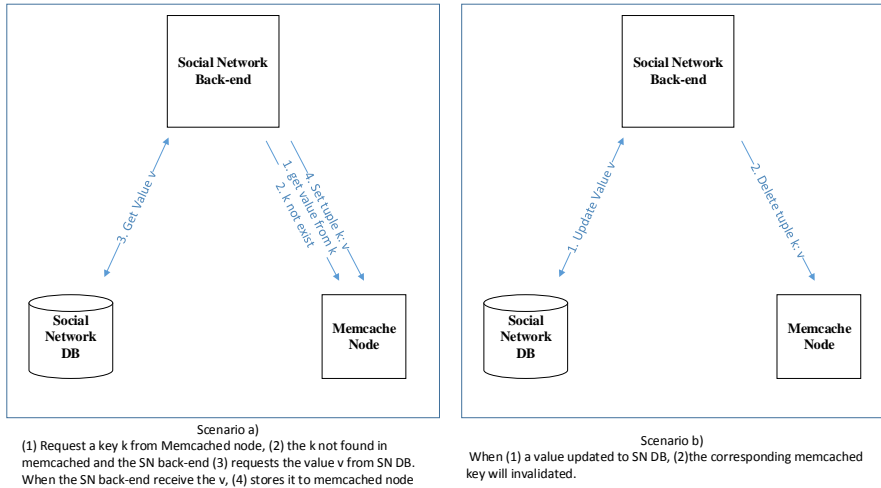 Social Network
Back-end
3. Get Value v
1. get value from k
2. k not exist
4. Set tuple k: v
Social
Network
DB
Memcache
Node
Scenario a)
(1) Request a key k from Memcached node, (2) the k not found in
memcached and the SN back-end (3) requests the value v from SN DB.
When the SN back-end receive the v, (4) stores it to memcached node
Social Network
Back-end
1. Update Value v
2. Delete tuple k: v
Social
Network
DB
Memcache
Node
Scenario b)
When (1) a value updated to SN DB, (2)the corresponding memcached
key will invalidated.